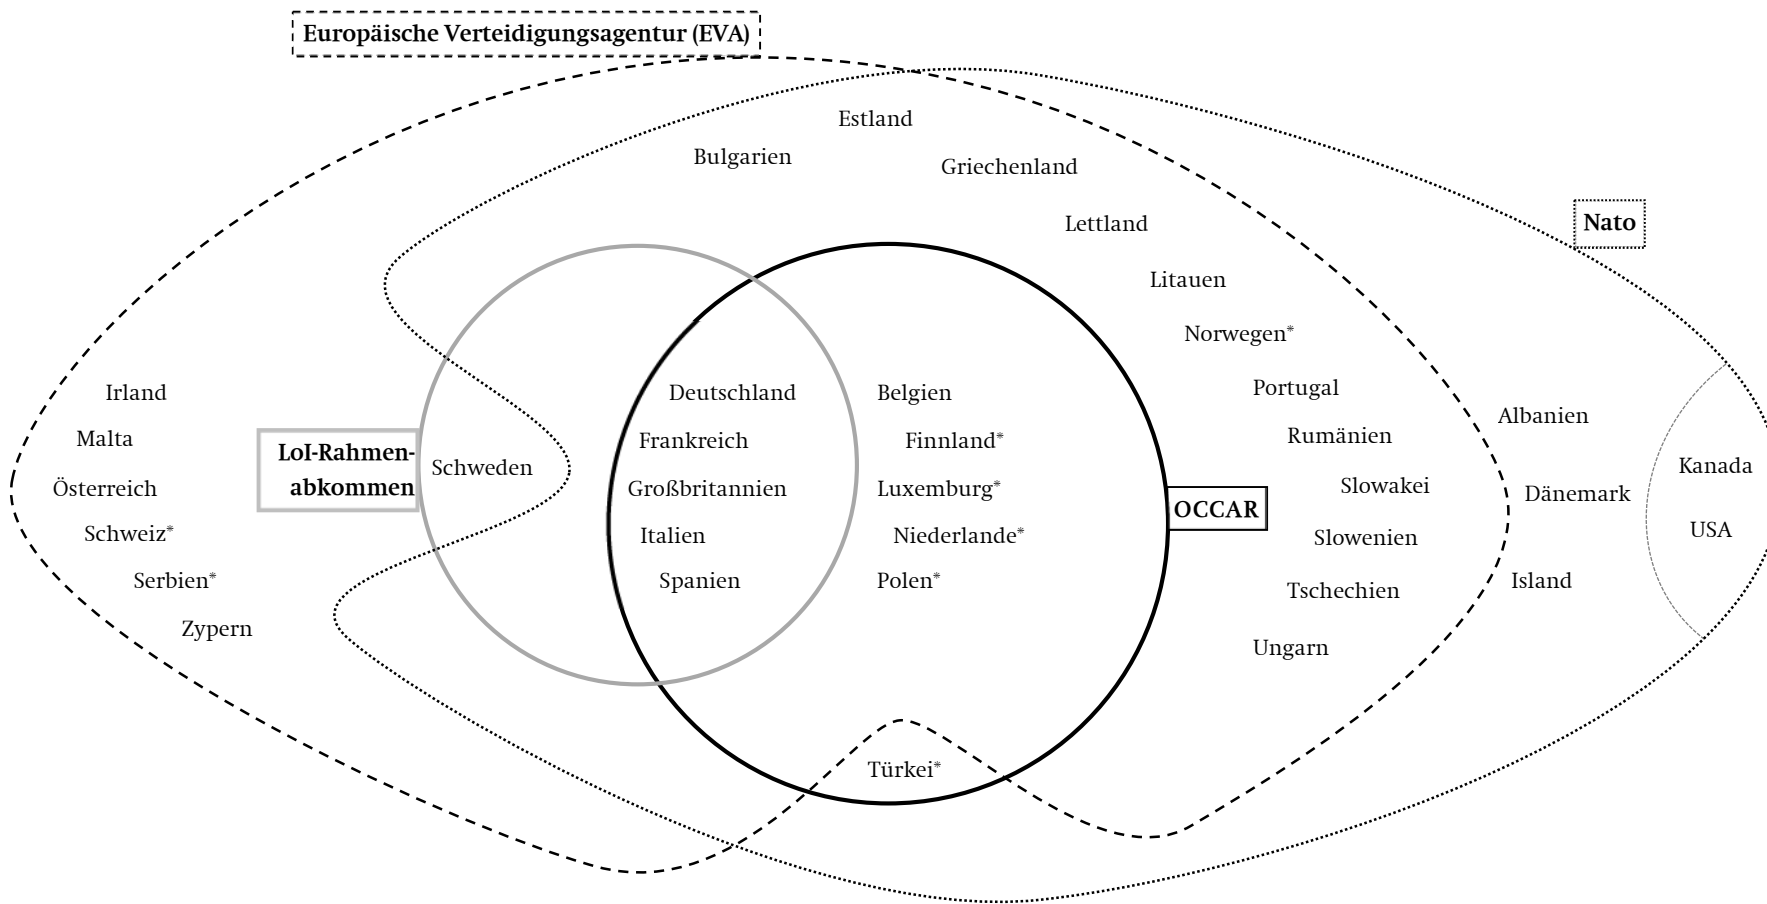 Europäische Verteidigungsagentur (EVA)
Estland
Bulgarien
Griechenland
Nato
Lettland
Litauen
Norwegen*
Portugal
Albanien
Rumänien
Kanada
Slowakei
Dänemark
USA
Slowenien
Tschechien
Island
Ungarn
Irland
Malta
Österreich
Schweiz*
Serbien*
Zypern
LoI-Rahmen-
abkommen
Schweden
Deutschland
Frankreich
Großbritannien
Italien
Spanien
Belgien
Finnland*
Luxemburg*
Niederlande*
Polen*
OCCAR
Türkei*